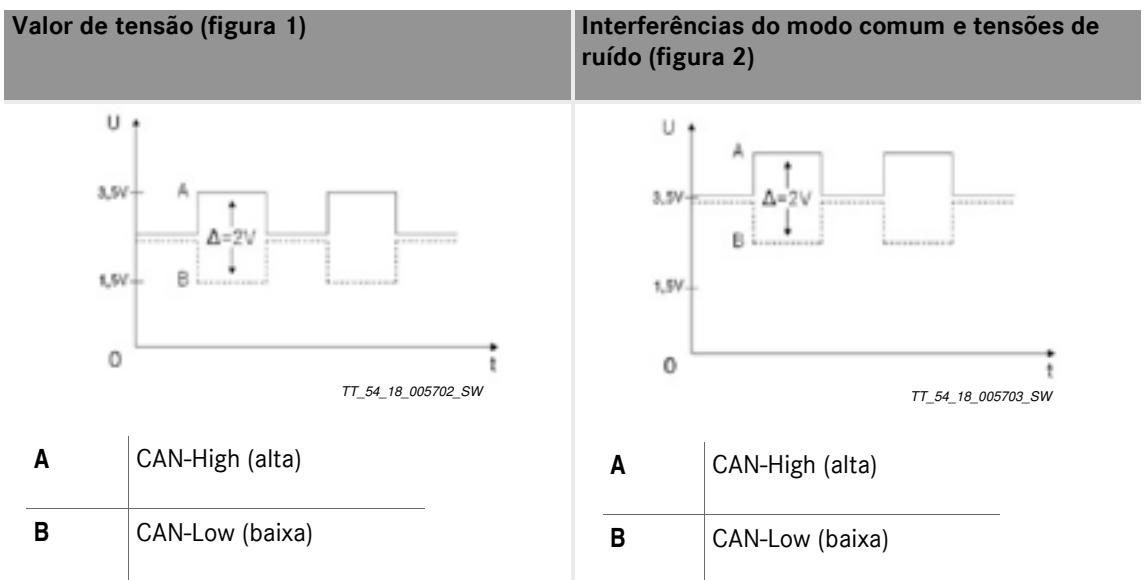 Valor de tensão (figura 1)
U
3,5V
A
Δ=2V
1,5V
B
0
t
TT_54_18_005702_SW
A CAN-High (alta)
B CAN-Low (baixa)
Interferências do modo comum e tensões de
ruído (figura 2)
U
A
3,5V
Δ=2V
B
1,5V
0
t
TT_54_18_005703_SW
A CAN-High (alta)
B CAN-Low (baixa)